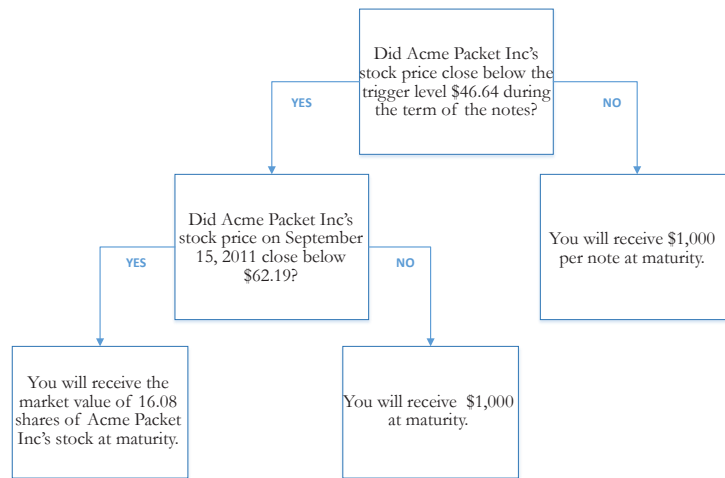 Did Acme Packet Inc's
stock price close below the
trigger level $46.64 during
the term of the notes?
YES
NO
Did Acme Packet Inc's
stock price on September
15, 2011 close below
$62.19?
You will receive $1,000
per note at maturity.
YES
NO
You will receive the
market value of 16.08
shares of Acme Packet
Inc's stock at maturity.
You will receive $1,000
at maturity.